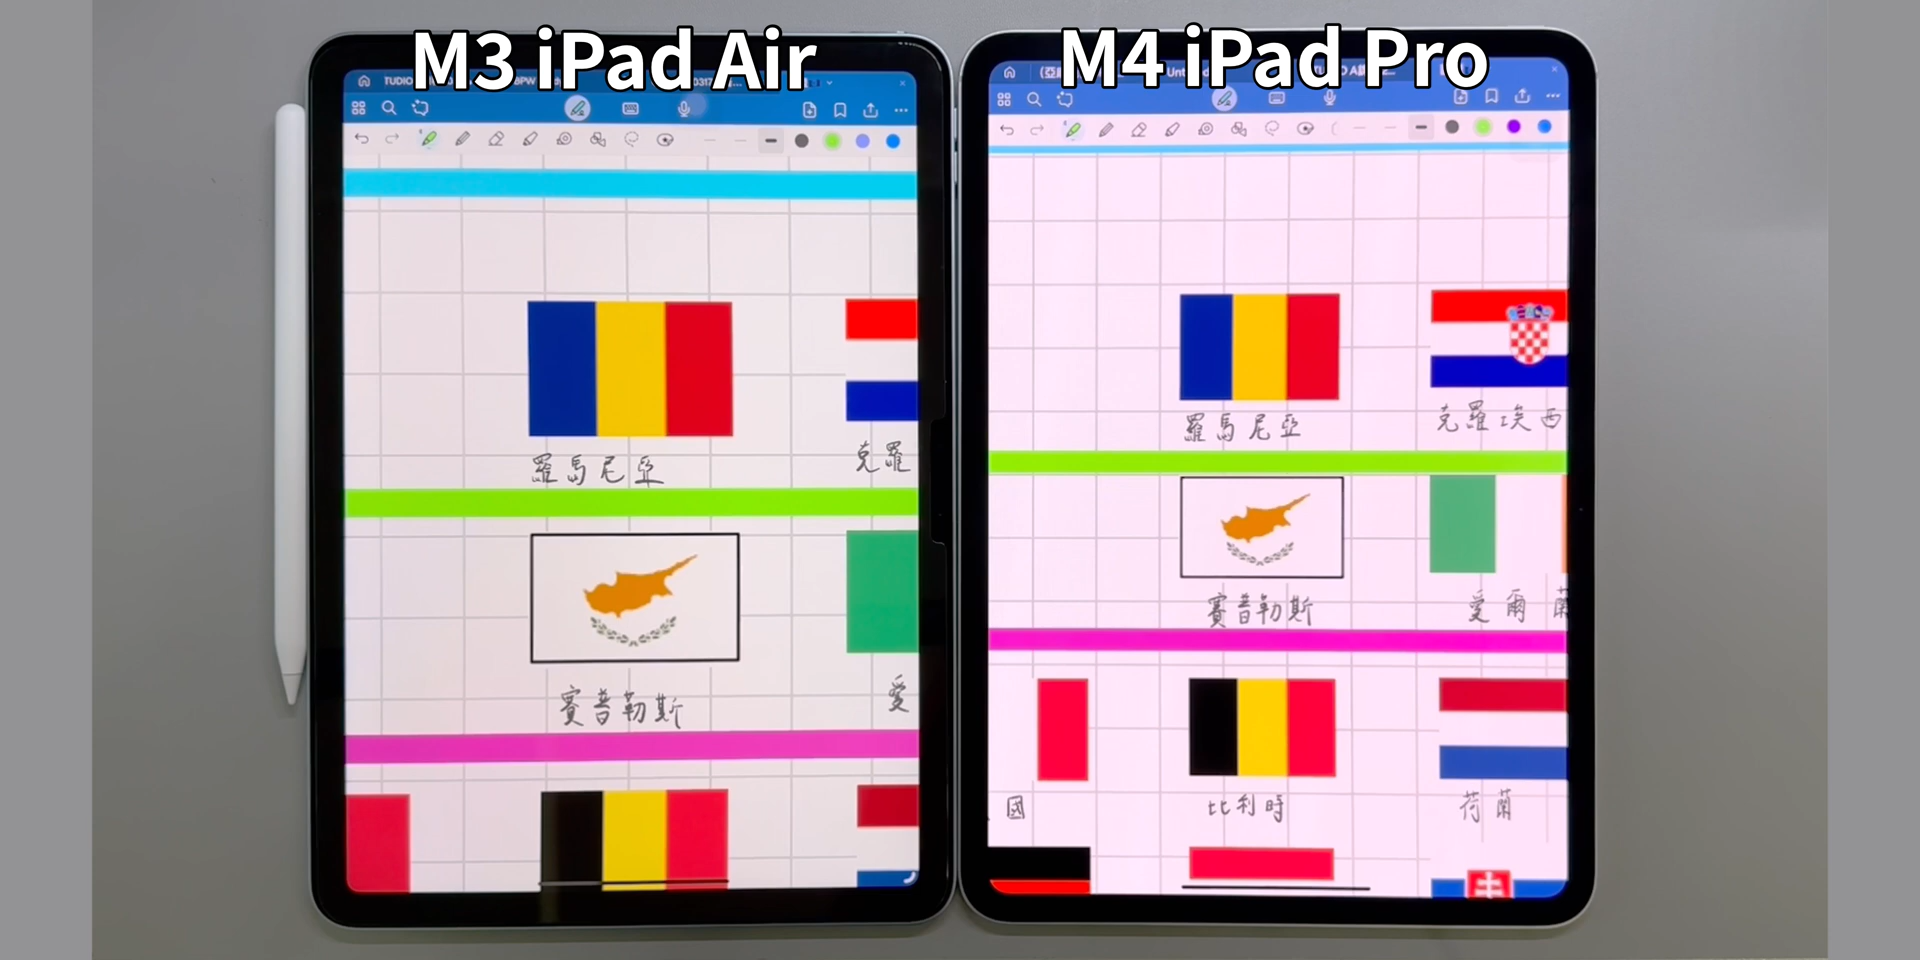 M3 iPad Air
M4 iPad Pro
羅馬尼亞
克羅
賽普勒斯
愛
羅馬尼亞
克羅埃西
賽普勒斯
愛爾蘭
國
比利時
荷蘭